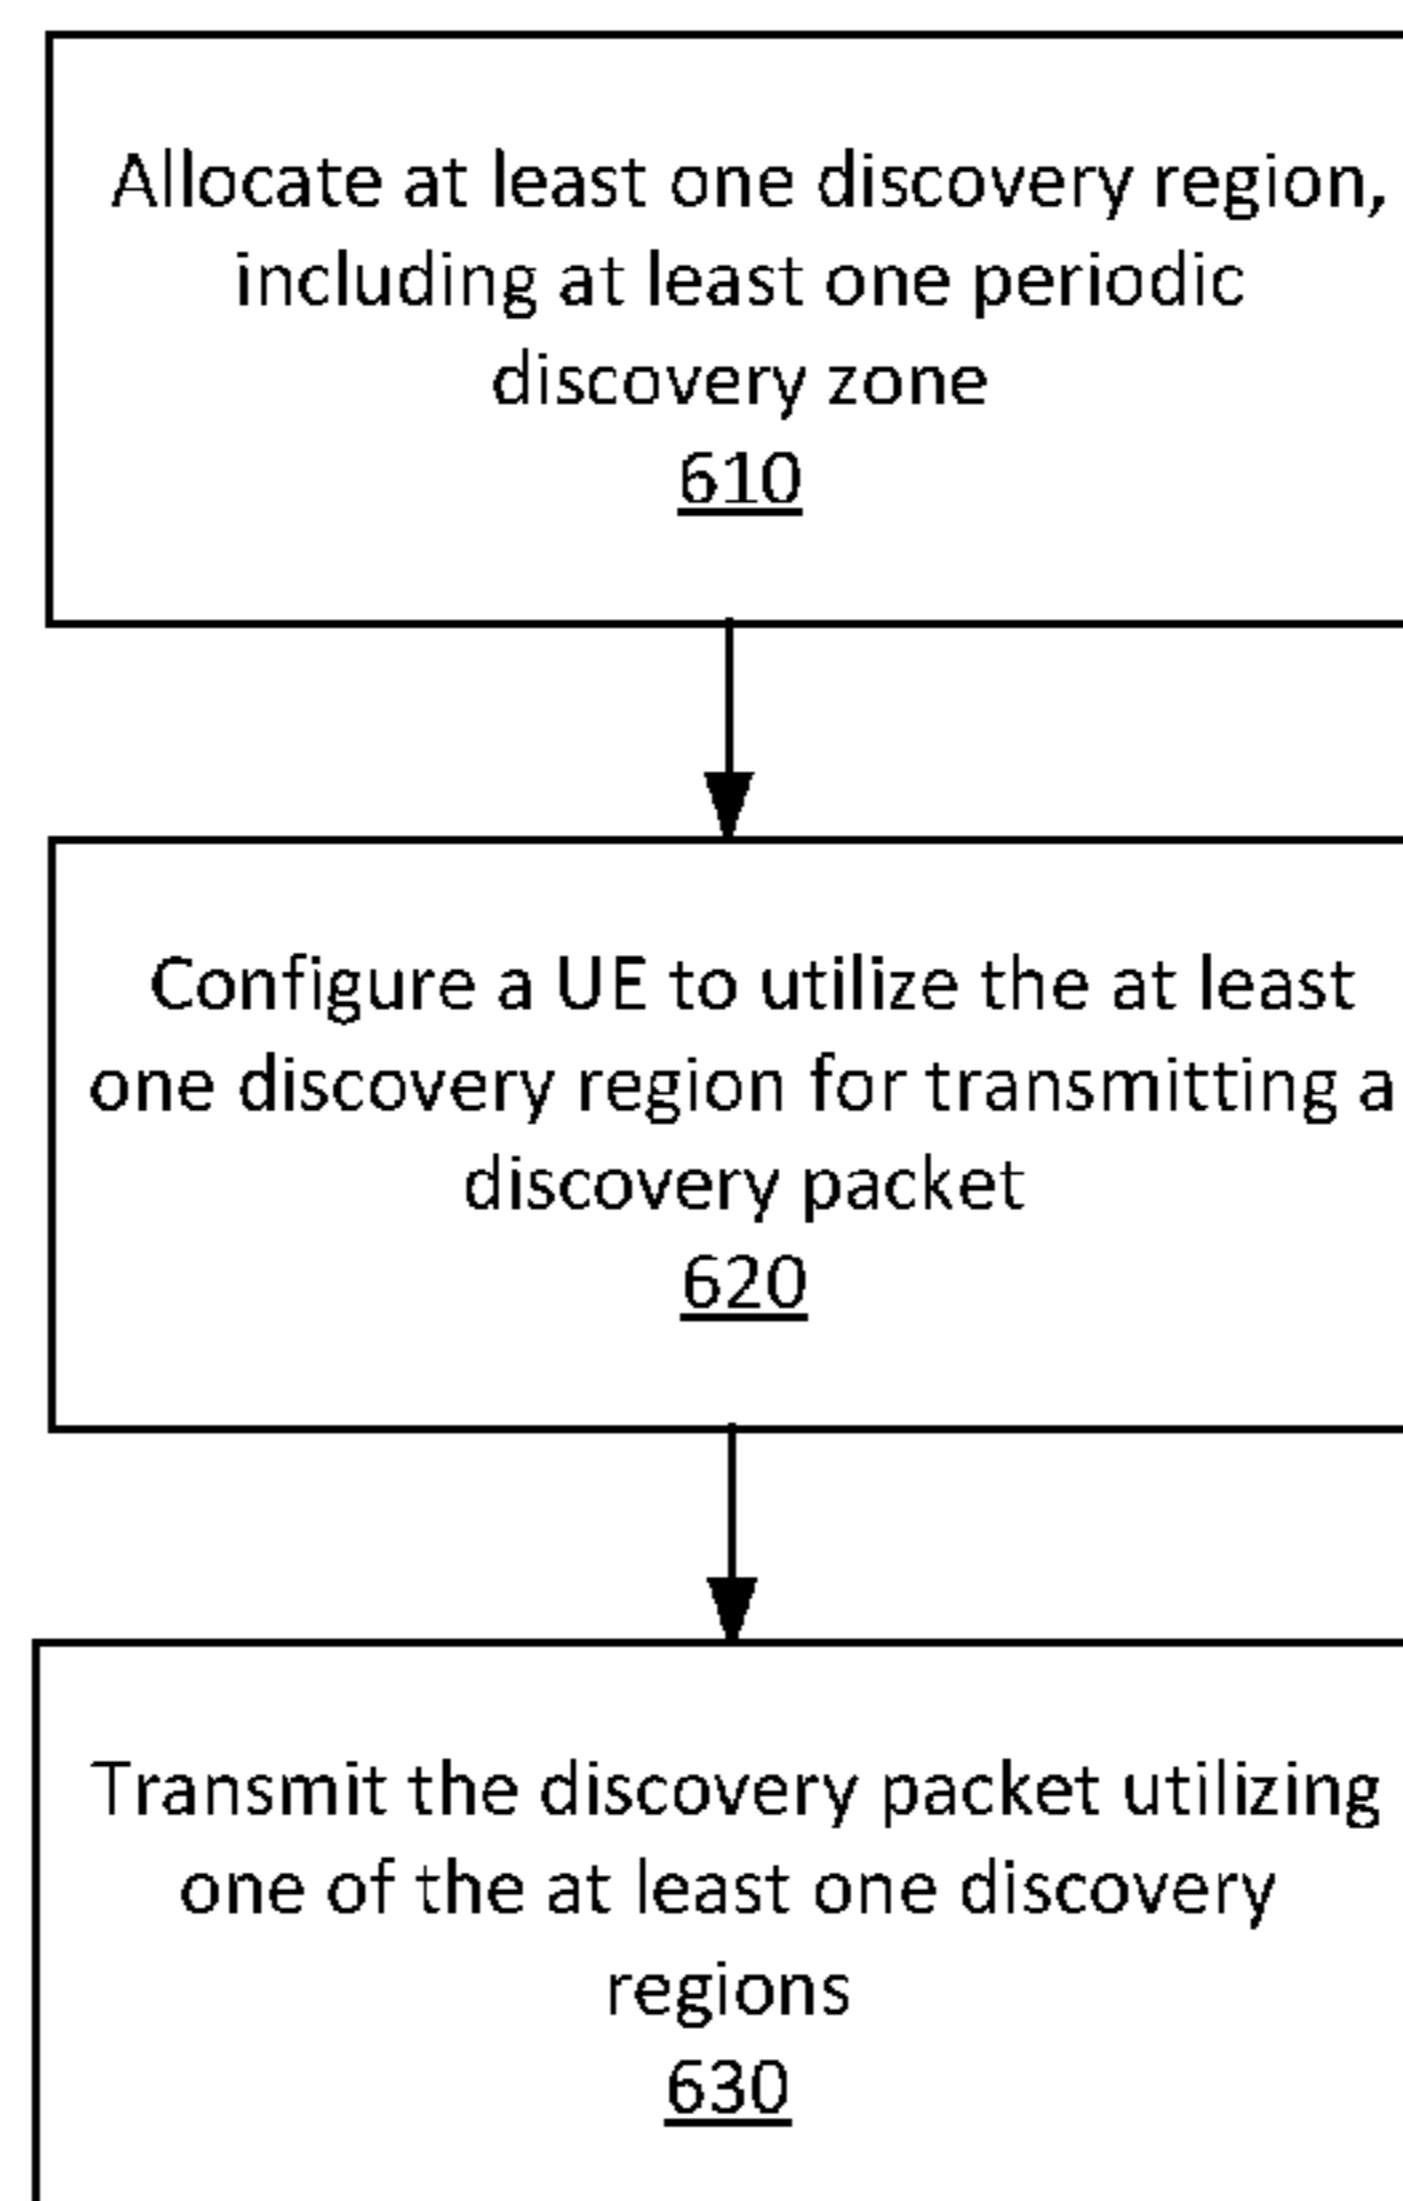 Allocate at least one discovery region,
including at least one periodic
discovery zone
610
Configure a UE to utilize the at least
one discovery region for transmitting a
discovery packet
620
Transmit the discovery packet utilizing
one of the at least one discovery
regions
630